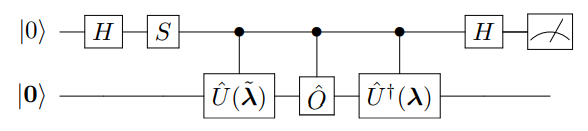 |0⟩ H S H
|𝟎⟩ Û(𝛌̃) Ô Û†(𝛌)